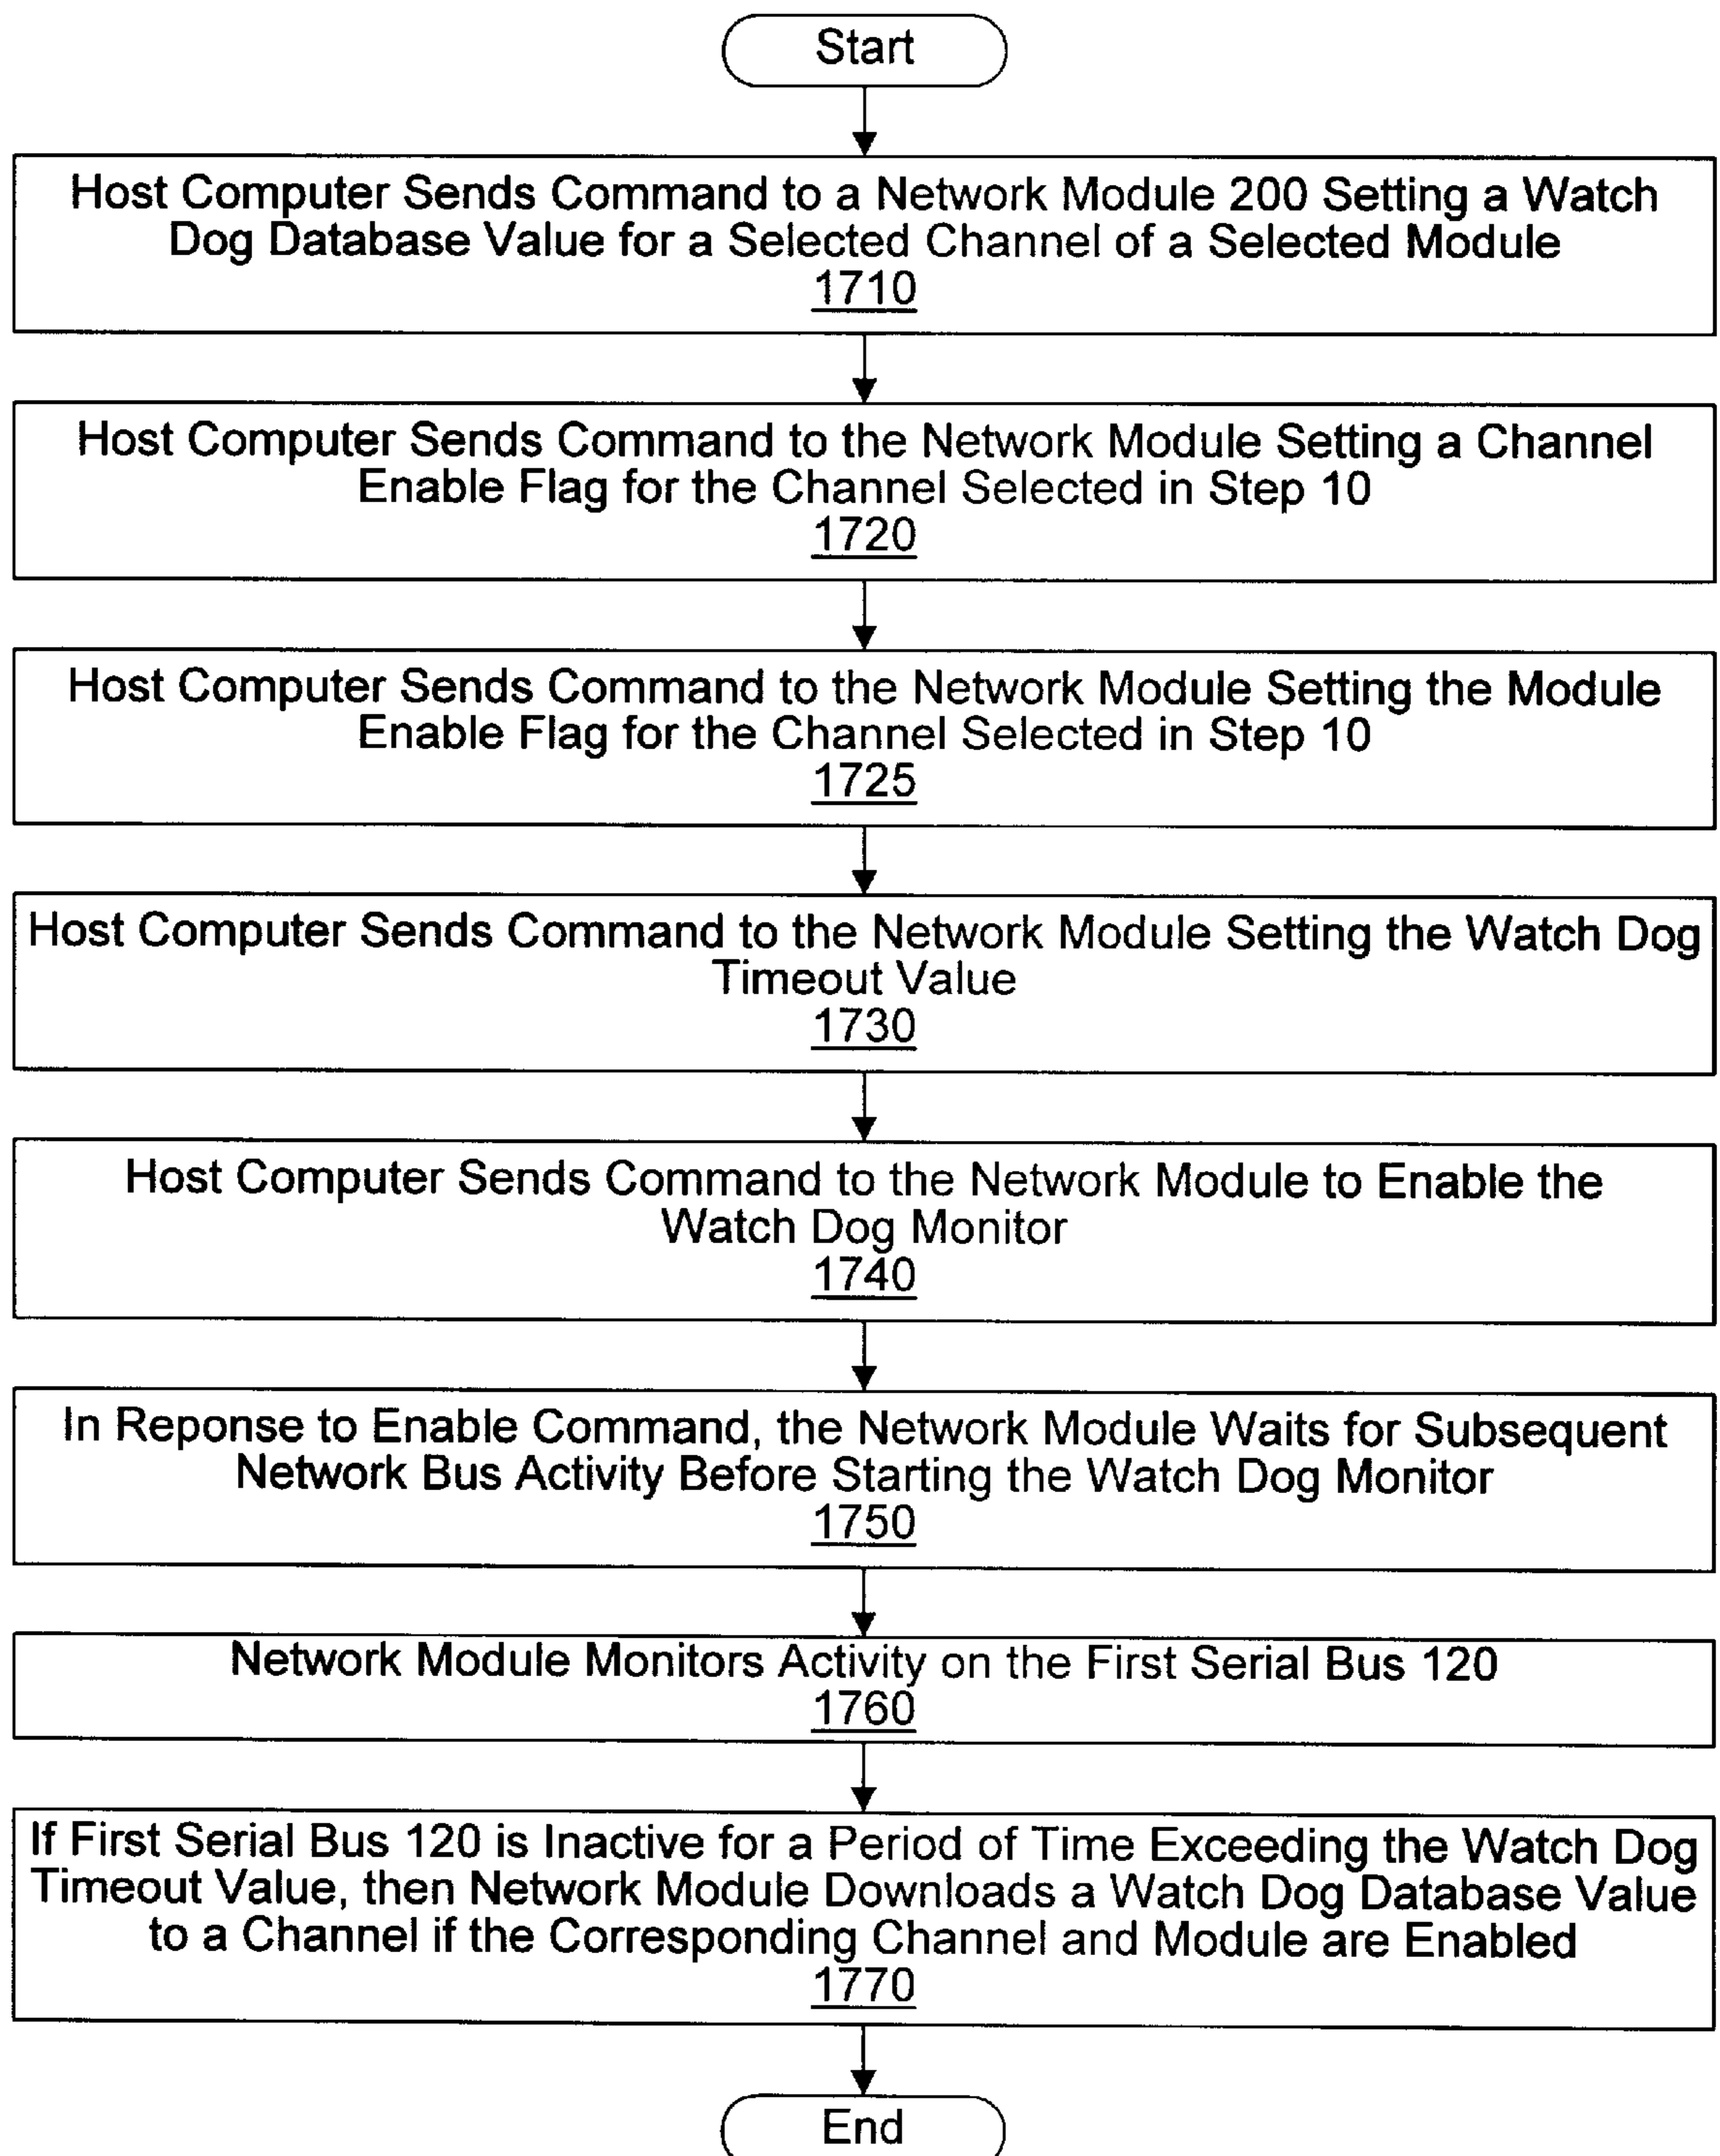 Start
Host Computer Sends Command to a Network Module 200 Setting a Watch
Dog Database Value for a Selected Channel of a Selected Module
1710
Host Computer Sends Command to the Network Module Setting a Channel
Enable Flag for the Channel Selected in Step 10
1720
Host Computer Sends Command to the Network Module Setting the Module
Enable Flag for the Channel Selected in Step 10
1725
Host Computer Sends Command to the Network Module Setting the Watch Dog
Timeout Value
1730
Host Computer Sends Command to the Network Module to Enable the
Watch Dog Monitor
1740
In Reponse to Enable Command, the Network Module Waits for Subsequent
Network Bus Activity Before Starting the Watch Dog Monitor
1750
Network Module Monitors Activity on the First Serial Bus 120
1760
If First Serial Bus 120 is Inactive for a Period of Time Exceeding the Watch Dog
Timeout Value, then Network Module Downloads a Watch Dog Database Value
to a Channel if the Corresponding Channel and Module are Enabled
1770
End